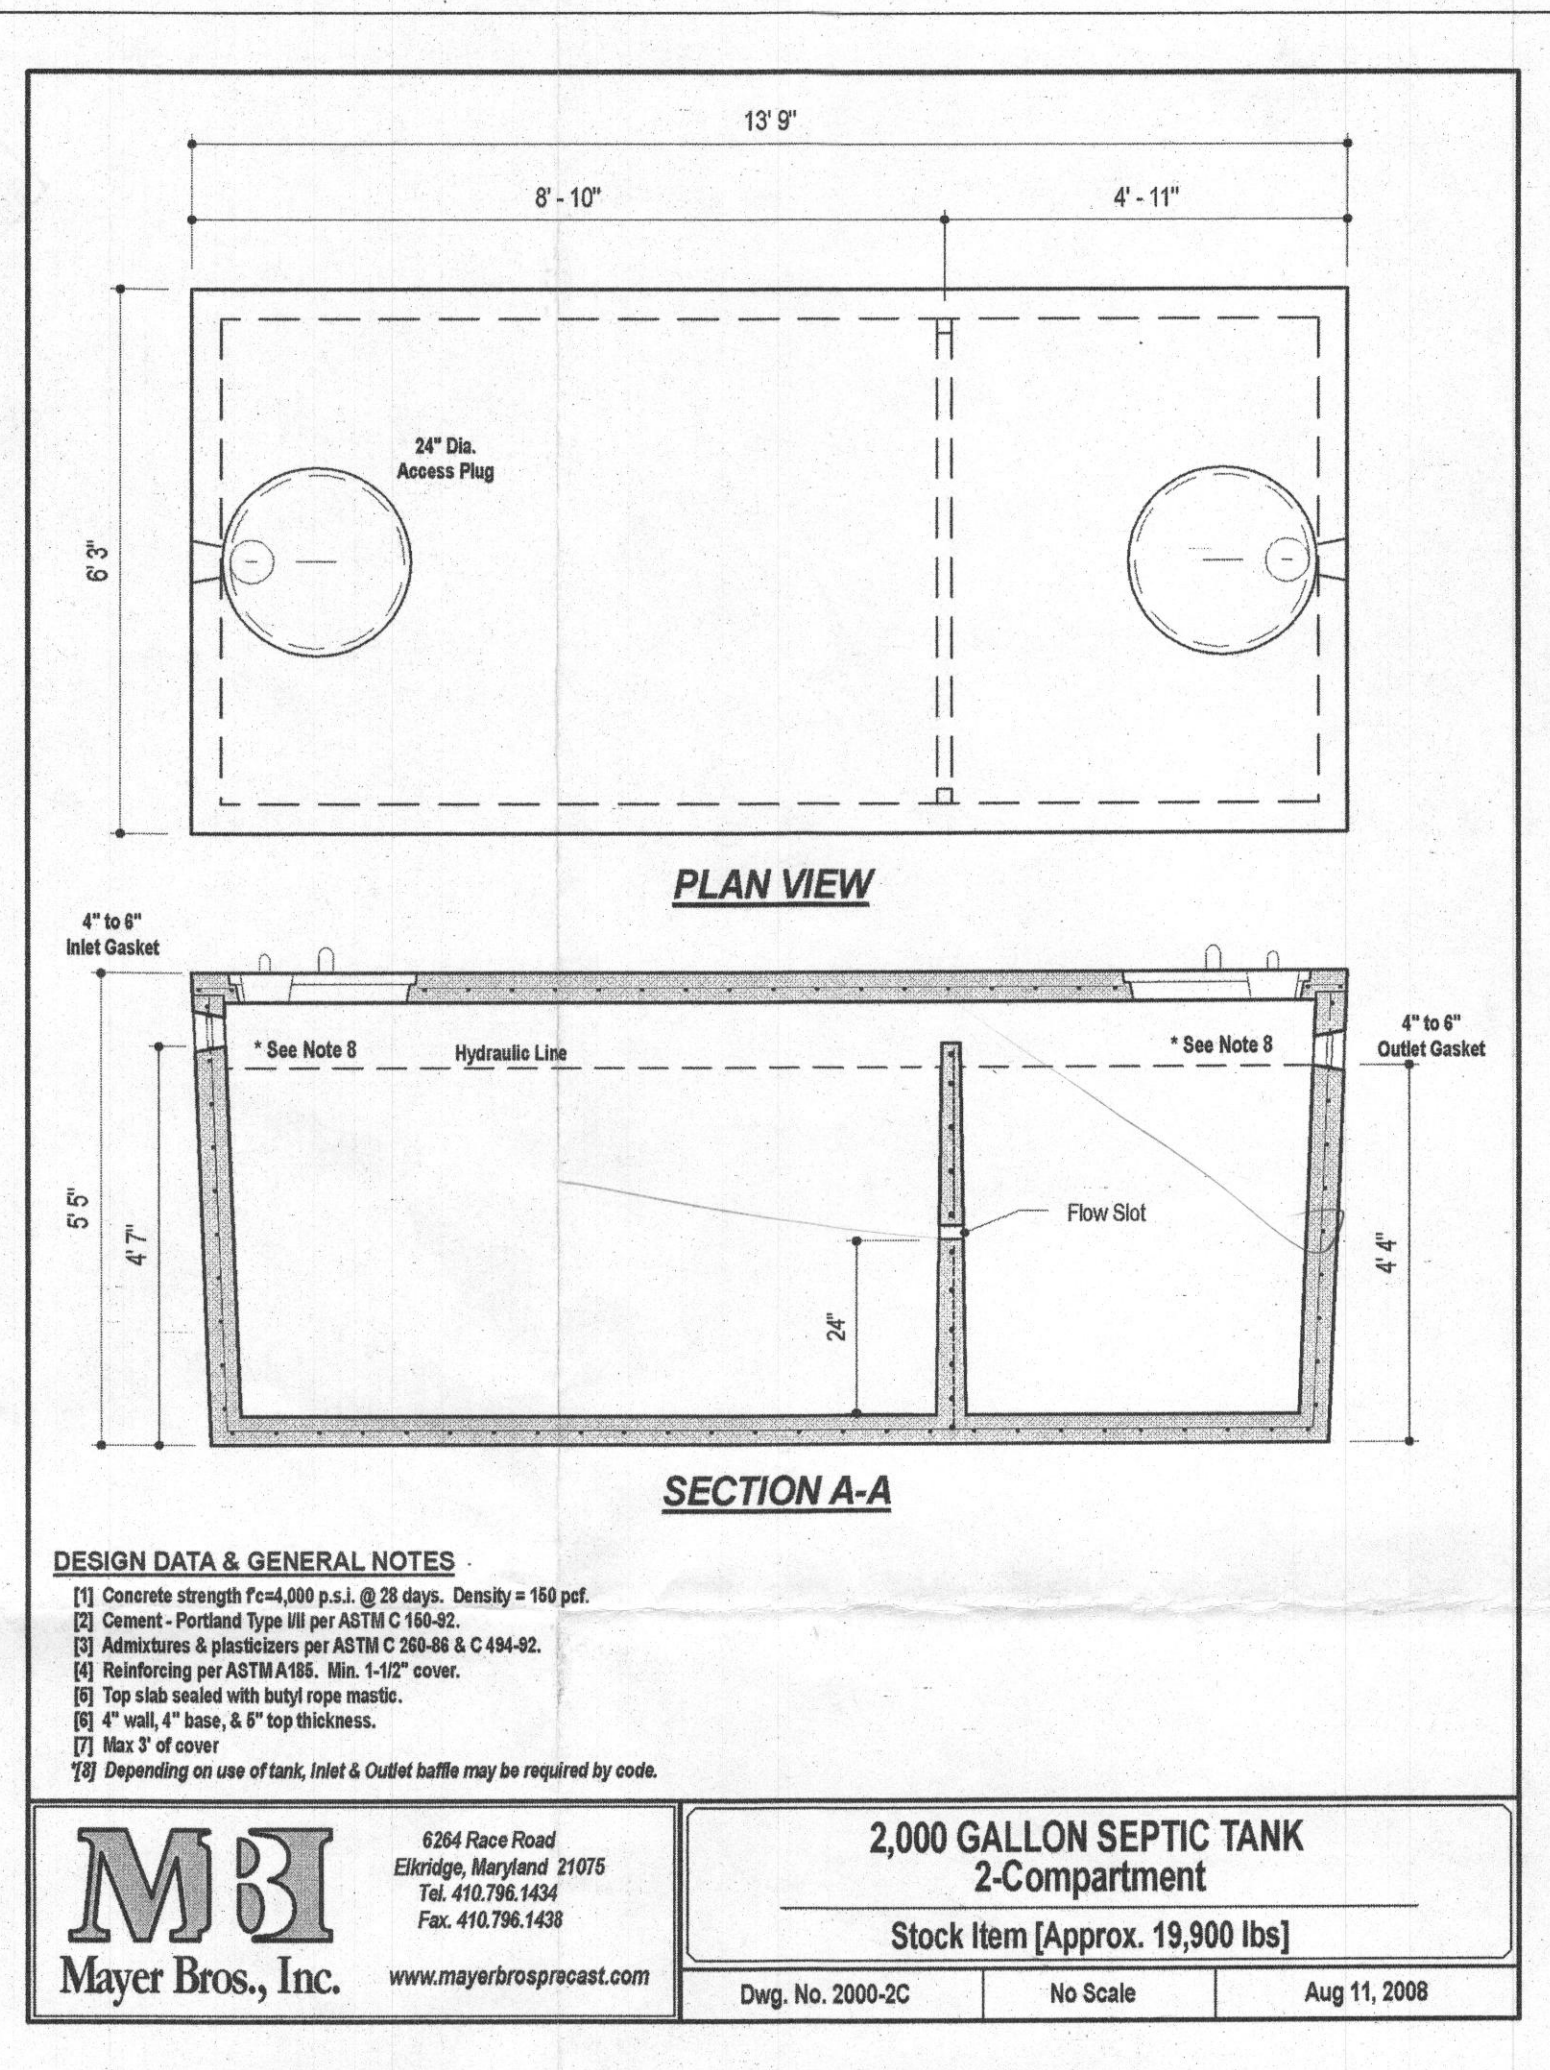 13' 9"
8' - 10"
4' - 11"
24" Dia.
Access Plug
6' 3"
PLAN VIEW
4" to 6"
Inlet Gasket
* See Note 8
Hydraulic Line
* See Note 8
4" to 6"
Outlet Gasket
5' 5"
4' 7"
Flow Slot
24"
4' 4"
SECTION A-A
DESIGN DATA & GENERAL NOTES
[1] Concrete strength f'c=4,000 p.s.i. @ 28 days. Density = 150 pcf.
[2] Cement - Portland Type I/II per ASTM C 150-92.
[3] Admixtures & plasticizers per ASTM C 260-86 & C 494-92.
[4] Reinforcing per ASTM A185. Min. 1-1/2" cover.
[5] Top slab sealed with butyl rope mastic.
[6] 4" wall, 4" base, & 5" top thickness.
[7] Max 3' of cover
*[8] Depending on use of tank, Inlet & Outlet baffle may be required by code.
MBI
Mayer Bros., Inc.
6264 Race Road
Elkridge, Maryland 21075
Tel. 410.796.1434
Fax. 410.796.1438
www.mayerbrosprecast.com
2,000 GALLON SEPTIC TANK
2-Compartment
Stock Item [Approx. 19,900 lbs]
Dwg. No. 2000-2C
No Scale
Aug 11, 2008